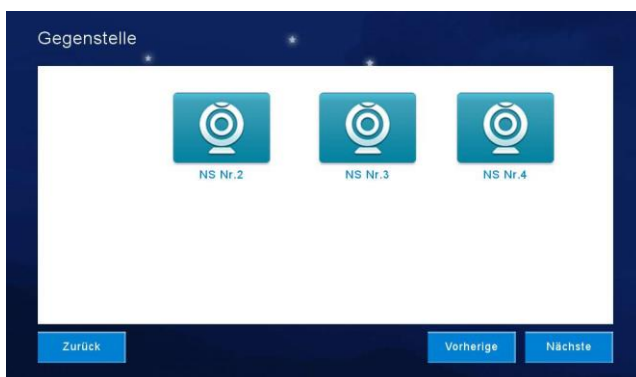 Gegenstelle
NS Nr.2
NS Nr.3
NS Nr.4
Zurück
Vorherige
Nächste